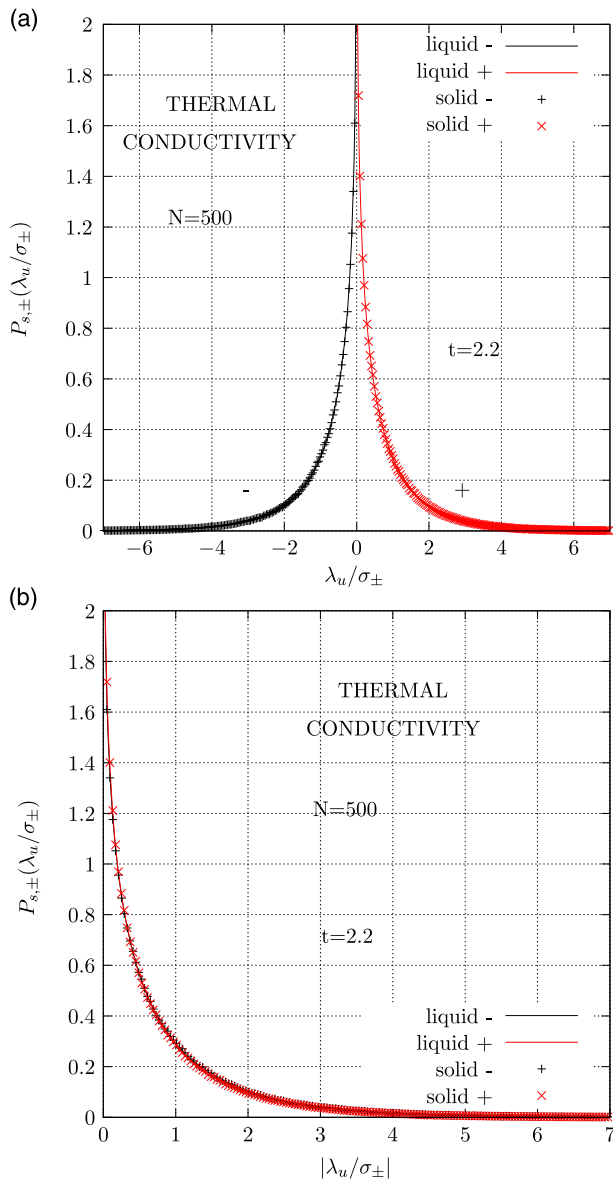 (a)
2
1.8
1.6
1.4
1.2
1
0.8
0.6
0.4
0.2
0
P_{s,±}(λ_u/σ_±)
liquid -
liquid +
solid -
solid +
THERMAL
CONDUCTIVITY
N=500
t=2.2
- +
−6 −4 −2 0 2 4 6
λ_u/σ_±
(b)
2
1.8
1.6
1.4
1.2
1
0.8
0.6
0.4
0.2
0
P_{s,±}(λ_u/σ_±)
THERMAL
CONDUCTIVITY
N=500
t=2.2
liquid -
liquid +
solid -
solid +
0 1 2 3 4 5 6 7
|λ_u/σ_±|